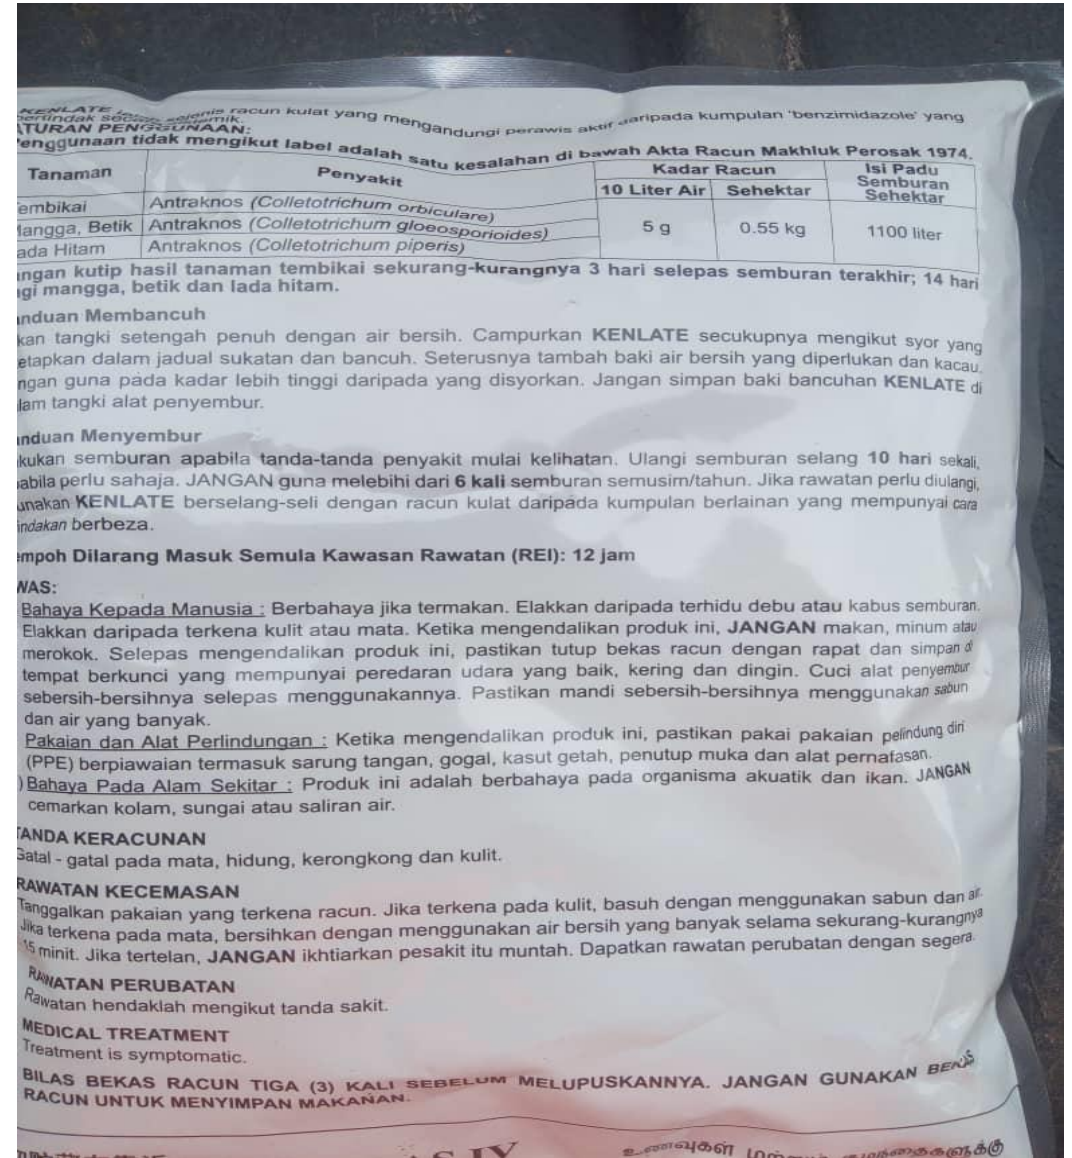 KENLATE racun kulat yang mengandungi perawis aktif daripada kumpulan 'benzimidazole' yang
bertindak secara sistemik.
ATURAN PENGGUNAAN:
Penggunaan tidak mengikut label adalah satu kesalahan di bawah Akta Racun Makhluk Perosak 1974.
Tanaman Penyakit Kadar Racun Isi Padu Semburan Sehektar
10 Liter Air Sehektar
embikai Antraknos (Colletotrichum orbiculare)
angga, Betik Antraknos (Colletotrichum gloeosporioides) 5 g 0.55 kg 1100 liter
ada Hitam Antraknos (Colletotrichum piperis)
ngan kutip hasil tanaman tembikai sekurang-kurangnya 3 hari selepas semburan terakhir; 14 hari
gi mangga, betik dan lada hitam.
nduan Membancuh
kan tangki setengah penuh dengan air bersih. Campurkan KENLATE secukupnya mengikut syor yang
etapkan dalam jadual sukatan dan bancuh. Seterusnya tambah baki air bersih yang diperlukan dan kacau.
ngan guna pada kadar lebih tinggi daripada yang disyorkan. Jangan simpan baki bancuhan KENLATE di
lam tangki alat penyembur.
nduan Menyembur
kukan semburan apabila tanda-tanda penyakit mulai kelihatan. Ulangi semburan selang 10 hari sekali,
abila perlu sahaja. JANGAN guna melebihi dari 6 kali semburan semusim/tahun. Jika rawatan perlu diulangi,
unakan KENLATE berselang-seli dengan racun kulat daripada kumpulan berlainan yang mempunyai cara
indakan berbeza.
mpoh Dilarang Masuk Semula Kawasan Rawatan (REI): 12 jam
WAS:
Bahaya Kepada Manusia : Berbahaya jika termakan. Elakkan daripada terhidu debu atau kabus semburan.
Elakkan daripada terkena kulit atau mata. Ketika mengendalikan produk ini, JANGAN makan, minum atau
merokok. Selepas mengendalikan produk ini, pastikan tutup bekas racun dengan rapat dan simpan di
tempat berkunci yang mempunyai peredaran udara yang baik, kering dan dingin. Cuci alat penyembur
sebersih-bersihnya selepas menggunakannya. Pastikan mandi sebersih-bersihnya menggunakan sabun
dan air yang banyak.
Pakaian dan Alat Perlindungan : Ketika mengendalikan produk ini, pastikan pakai pakaian pelindung diri
(PPE) berpiawaian termasuk sarung tangan, gogal, kasut getah, penutup muka dan alat pernafasan.
) Bahaya Pada Alam Sekitar : Produk ini adalah berbahaya pada organisma akuatik dan ikan. JANGAN
cemarkan kolam, sungai atau saliran air.
TANDA KERACUNAN
Gatal - gatal pada mata, hidung, kerongkong dan kulit.
RAWATAN KECEMASAN
Tanggalkan pakaian yang terkena racun. Jika terkena pada kulit, basuh dengan menggunakan sabun dan air.
Jika terkena pada mata, bersihkan dengan menggunakan air bersih yang banyak selama sekurang-kurangnya
15 minit. Jika tertelan, JANGAN ikhtiarkan pesakit itu muntah. Dapatkan rawatan perubatan dengan segera.
RAWATAN PERUBATAN
Rawatan hendaklah mengikut tanda sakit.
MEDICAL TREATMENT
Treatment is symptomatic.
BILAS BEKAS RACUN TIGA (3) KALI SEBELUM MELUPUSKANNYA. JANGAN GUNAKAN BEKAS
RACUN UNTUK MENYIMPAN MAKANAN.
IV
உணவுகள்